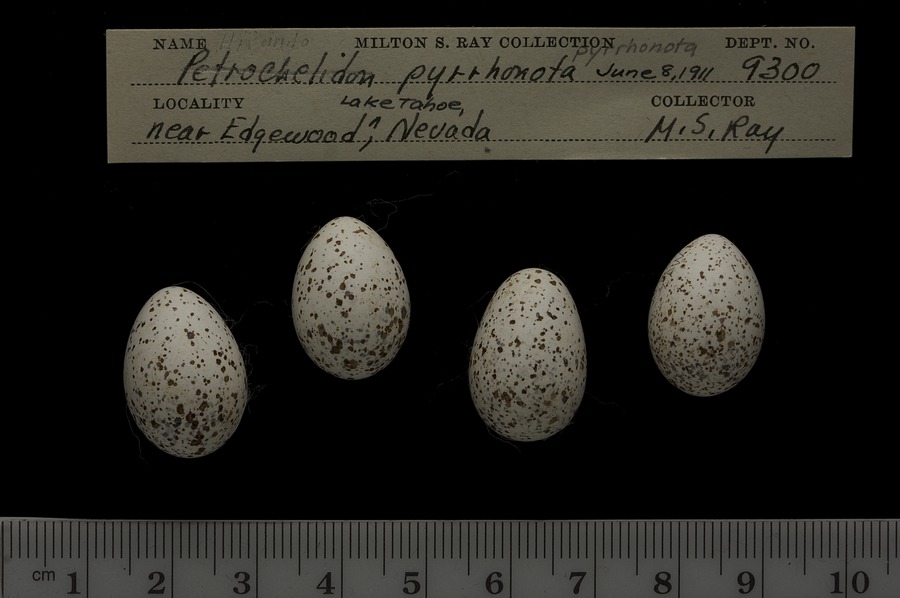 NAME MILTON S. RAY COLLECTION pyrrhonota DEPT. NO.
Petrochelidon pyrrhonota June 8, 1911 9300
LOCALITY Lake Tahoe, COLLECTOR
near Edgewood, ^ Nevada M. S. Ray
cm 1 2 3 4 5 6 7 8 9 10